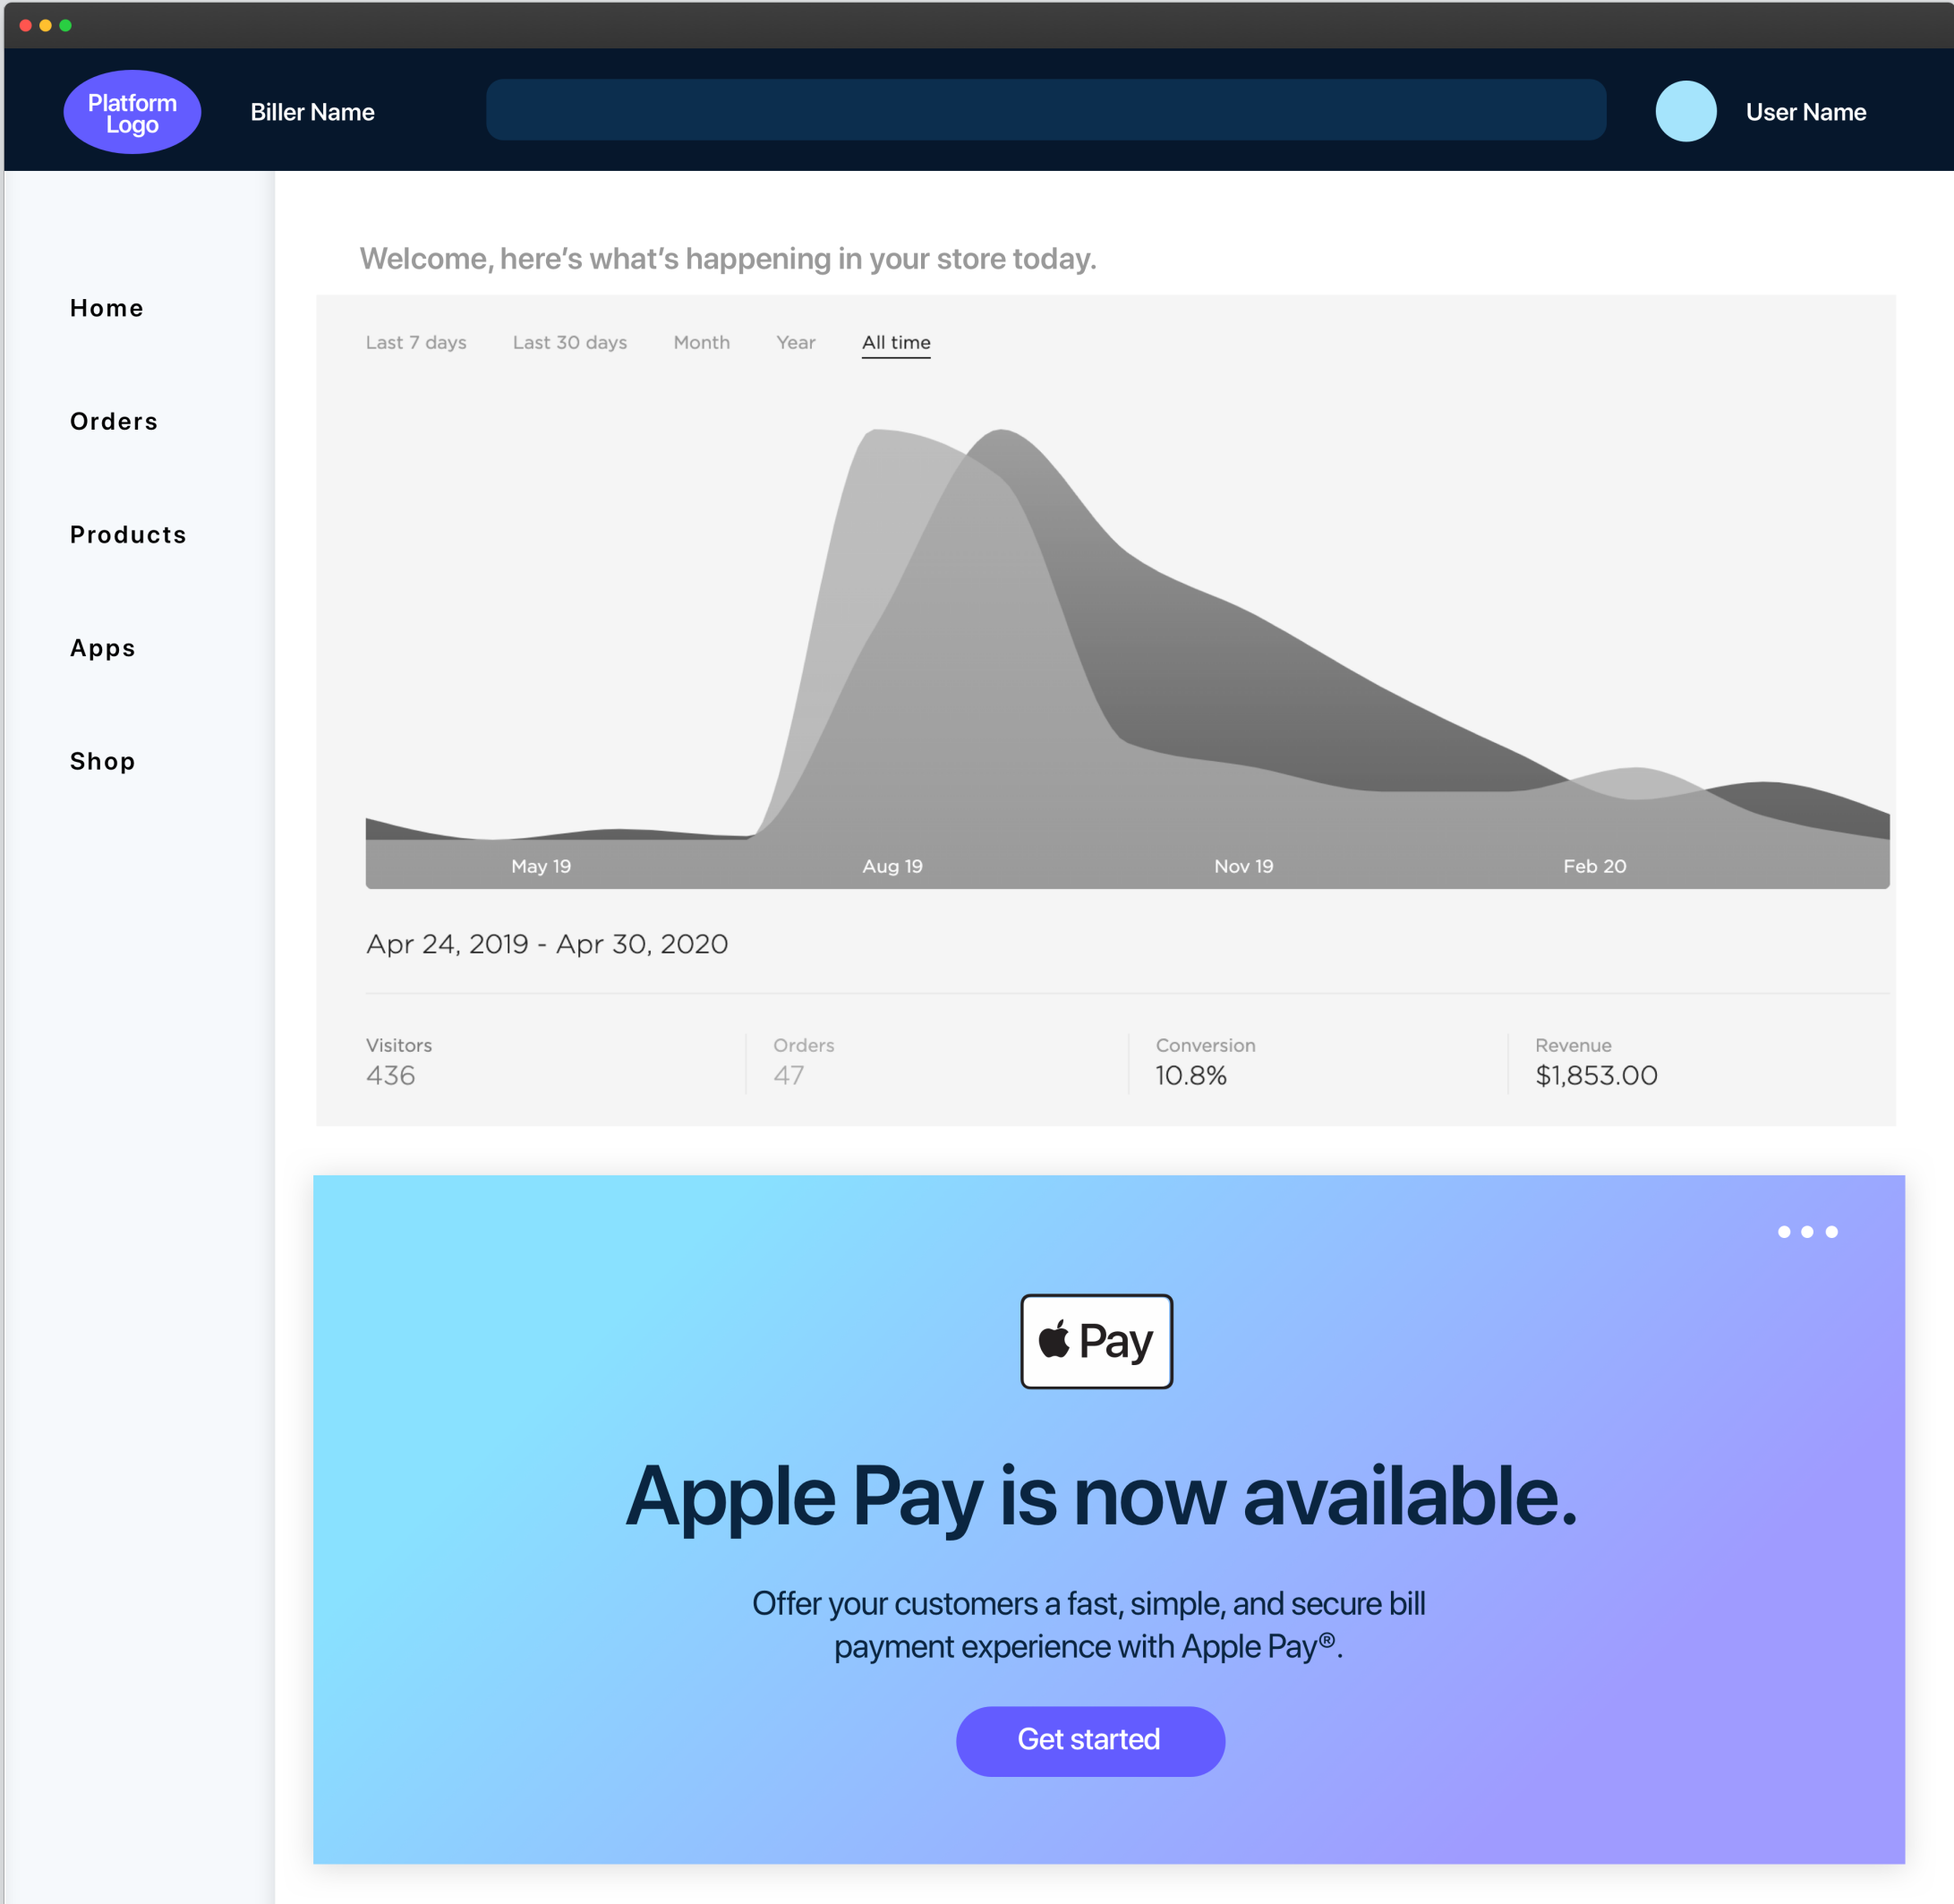 Platform
Logo
Biller Name
User Name
Home
Orders
Products
Apps
Shop
Welcome, here’s what’s happening in your store today.
Last 7 days Last 30 days Month Year All time
May 19 Aug 19 Nov 19 Feb 20
Apr 24, 2019 - Apr 30, 2020
Visitors Orders Conversion Revenue
436 47 10.8% $1,853.00
Pay
Apple Pay is now available.
Offer your customers a fast, simple, and secure bill
payment experience with Apple Pay®.
Get started